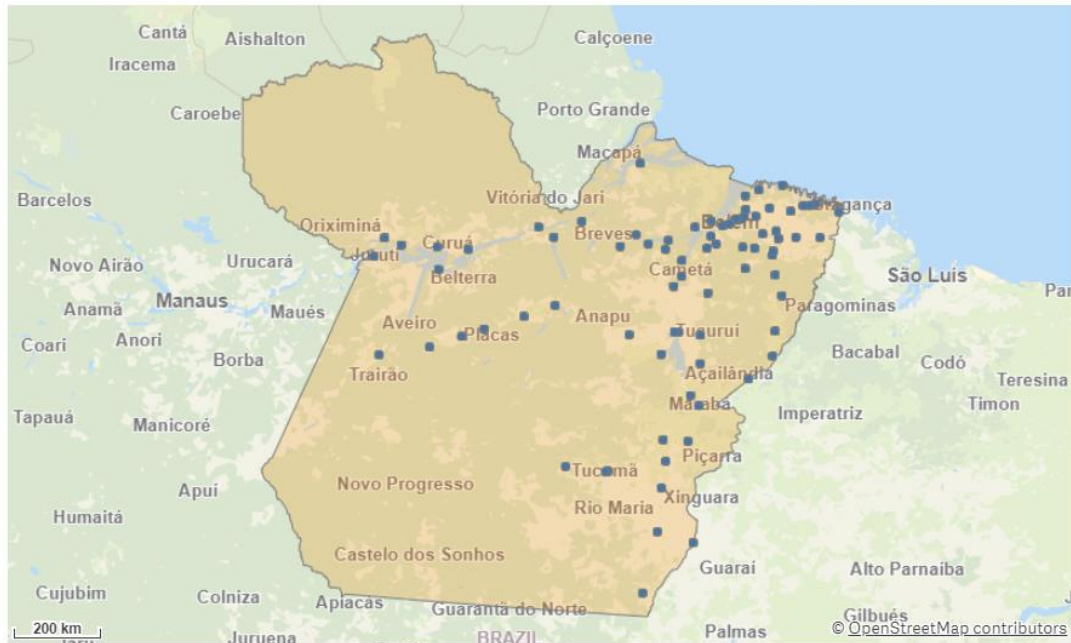 Cantá
Aishalton
Calçoene
Iracema
Caroebe
Porto Grande
Macapá
Barcelos
Vitória do Jari
Oriximiná
Belém
Bragança
Curuá
Breves
Juruti
Novo Airão
Urucará
Belterra
Cametá
São Luis
Manaus
Maués
Paragominas
Anamã
Aveiro
Anapu
Tucuruí
Placas
Coari
Anori
Borba
Bacabal
Codó
Trairão
Açailândia
Teresina
Marabá
Imperatriz
Timon
Tapauá
Manicoré
Piçarra
Tucumã
Novo Progresso
Apuí
Xinguara
Rio Maria
Humaitá
Castelo dos Sonhos
Guaraí
Alto Parnaiba
Cujubim
Colniza
Apiacás
Guarantã do Norte
Gilbués
200 km
Juruena
BRAZIL
Palmas
© OpenStreetMap contributors